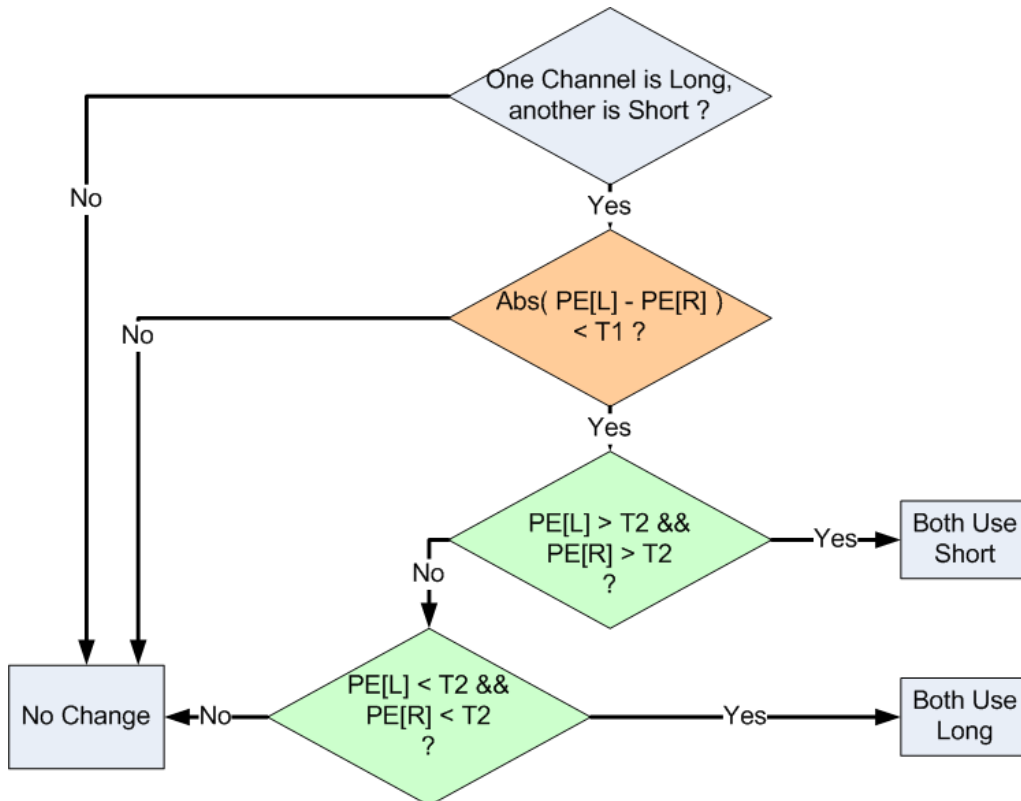 One Channel is Long,
another is Short ?
No
Yes
Abs( PE[L] - PE[R] )
< T1 ?
No
Yes
PE[L] > T2 &&
PE[R] > T2
?
Yes
Both Use
Short
No
PE[L] < T2 &&
PE[R] < T2
?
No
No Change
Yes
Both Use
Long